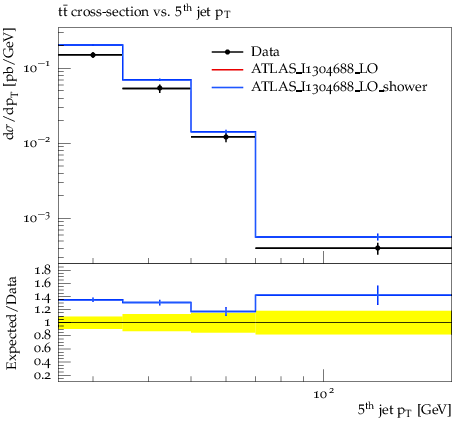 tt̄ cross-section vs. 5th jet pT
dσ/dpT [pb/GeV]
10⁻¹
10⁻²
10⁻³
Data
ATLAS_I1304688_LO
ATLAS_I1304688_LO_shower
Expected/Data
1.8
1.6
1.4
1.2
1
0.8
0.6
0.4
0.2
10²
5th jet pT [GeV]